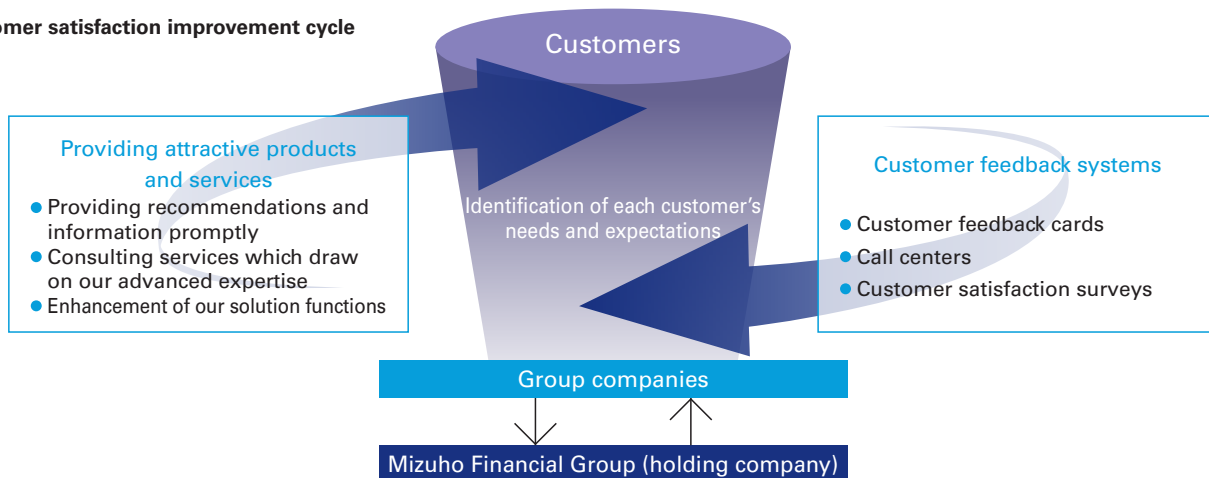 omer satisfaction improvement cycle
Customers
Providing attractive products
and services
● Providing recommendations and
information promptly
● Consulting services which draw
on our advanced expertise
● Enhancement of our solution functions
Identification of each customer's
needs and expectations
Customer feedback systems
● Customer feedback cards
● Call centers
● Customer satisfaction surveys
Group companies
Mizuho Financial Group (holding company)